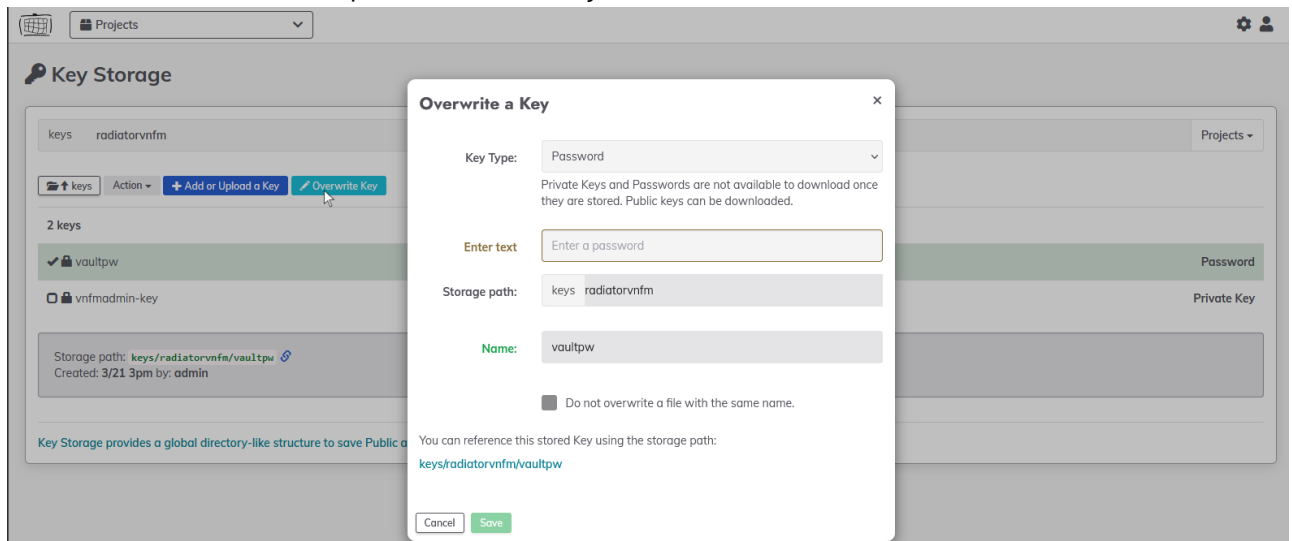 Projects
Key Storage
keys radiatorvnfm
Projects
keys Action + Add or Upload a Key Overwrite Key
2 keys
vaultpw Password
vnfmadmin-key Private Key
Storage path: keys/radiatorvnfm/vaultpw
Created: 3/21 3pm by: admin
Key Storage provides a global directory-like structure to save Public a
Overwrite a Key ×
Key Type: Password
Private Keys and Passwords are not available to download once
they are stored. Public keys can be downloaded.
Enter text Enter a password
Storage path: keys radiatorvnfm
Name: vaultpw
Do not overwrite a file with the same name.
You can reference this stored Key using the storage path:
keys/radiatorvnfm/vaultpw
Cancel Save